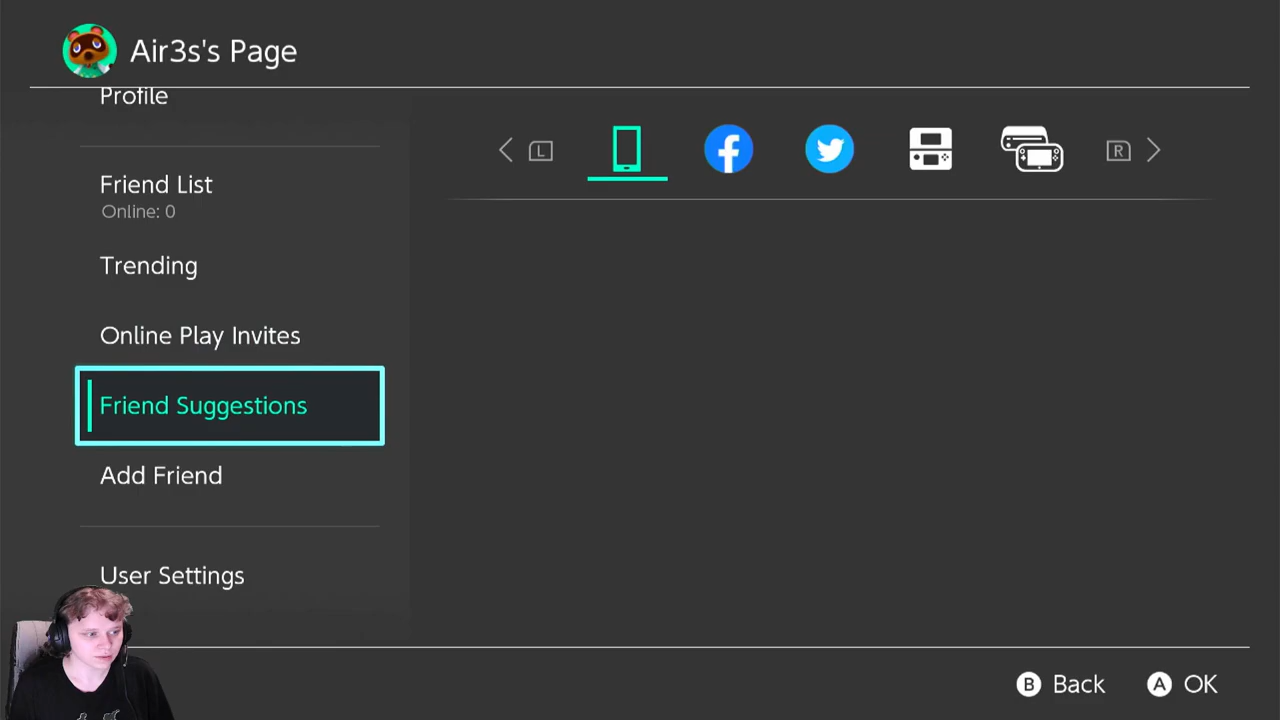 Air3s's Page
Profile
Friend List
Online: 0
Trending
Online Play Invites
Friend Suggestions
Add Friend
User Settings
L
R
B Back
A OK